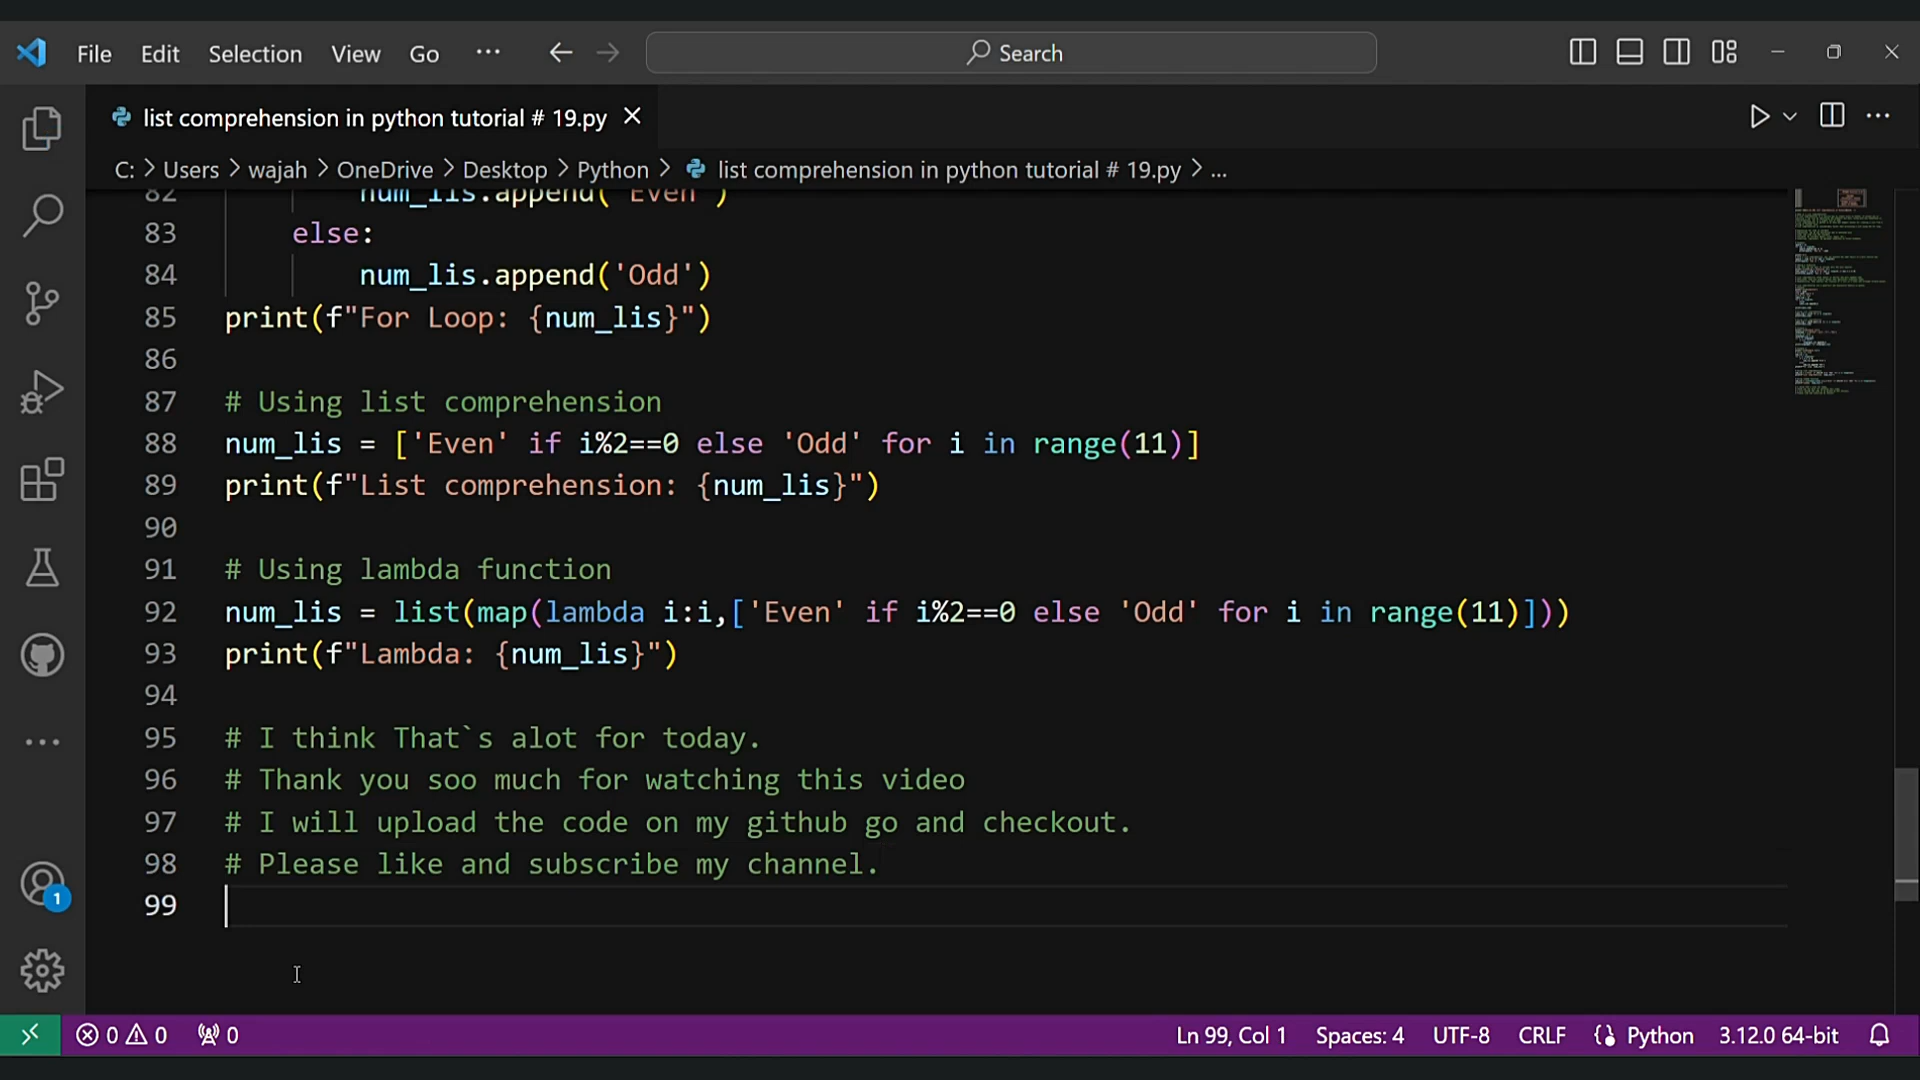 File Edit Selection View Go ... Search
list comprehension in python tutorial # 19.py
C: > Users > wajah > OneDrive > Desktop > Python > list comprehension in python tutorial # 19.py > ...
82 num_lis.append('Even')
83 else:
84 num_lis.append('Odd')
85 print(f"For Loop: {num_lis}")
86
87 # Using list comprehension
88 num_lis = ['Even' if i%2==0 else 'Odd' for i in range(11)]
89 print(f"List comprehension: {num_lis}")
90
91 # Using lambda function
92 num_lis = list(map(lambda i:i,['Even' if i%2==0 else 'Odd' for i in range(11)]))
93 print(f"Lambda: {num_lis}")
94
95 # I think That`s alot for today.
96 # Thank you soo much for watching this video
97 # I will upload the code on my github go and checkout.
98 # Please like and subscribe my channel.
99
1
0 0 0 Ln 99, Col 1 Spaces: 4 UTF-8 CRLF Python 3.12.0 64-bit